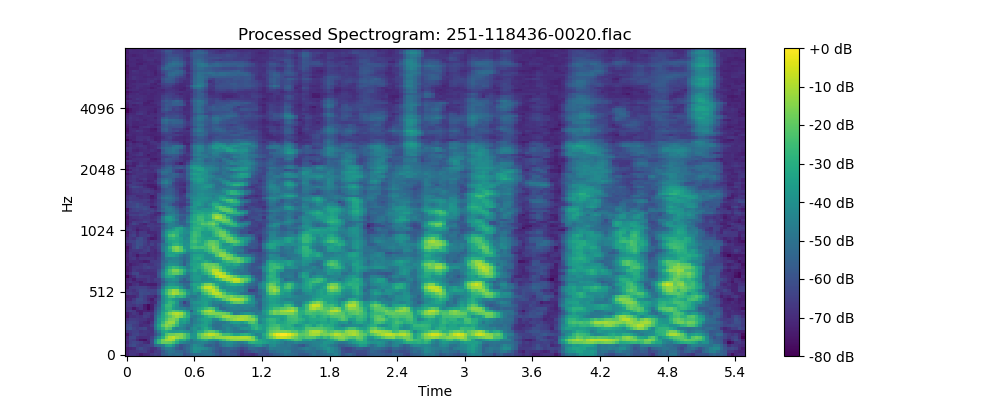 Processed Spectrogram: 251-118436-0020.flac
+0 dB
-10 dB
4096
-20 dB
2048
-30 dB
Hz
-40 dB
1024
-50 dB
512
-60 dB
-70 dB
0
-80 dB
0 0.6 1.2 1.8 2.4 3 3.6 4.2 4.8 5.4
Time